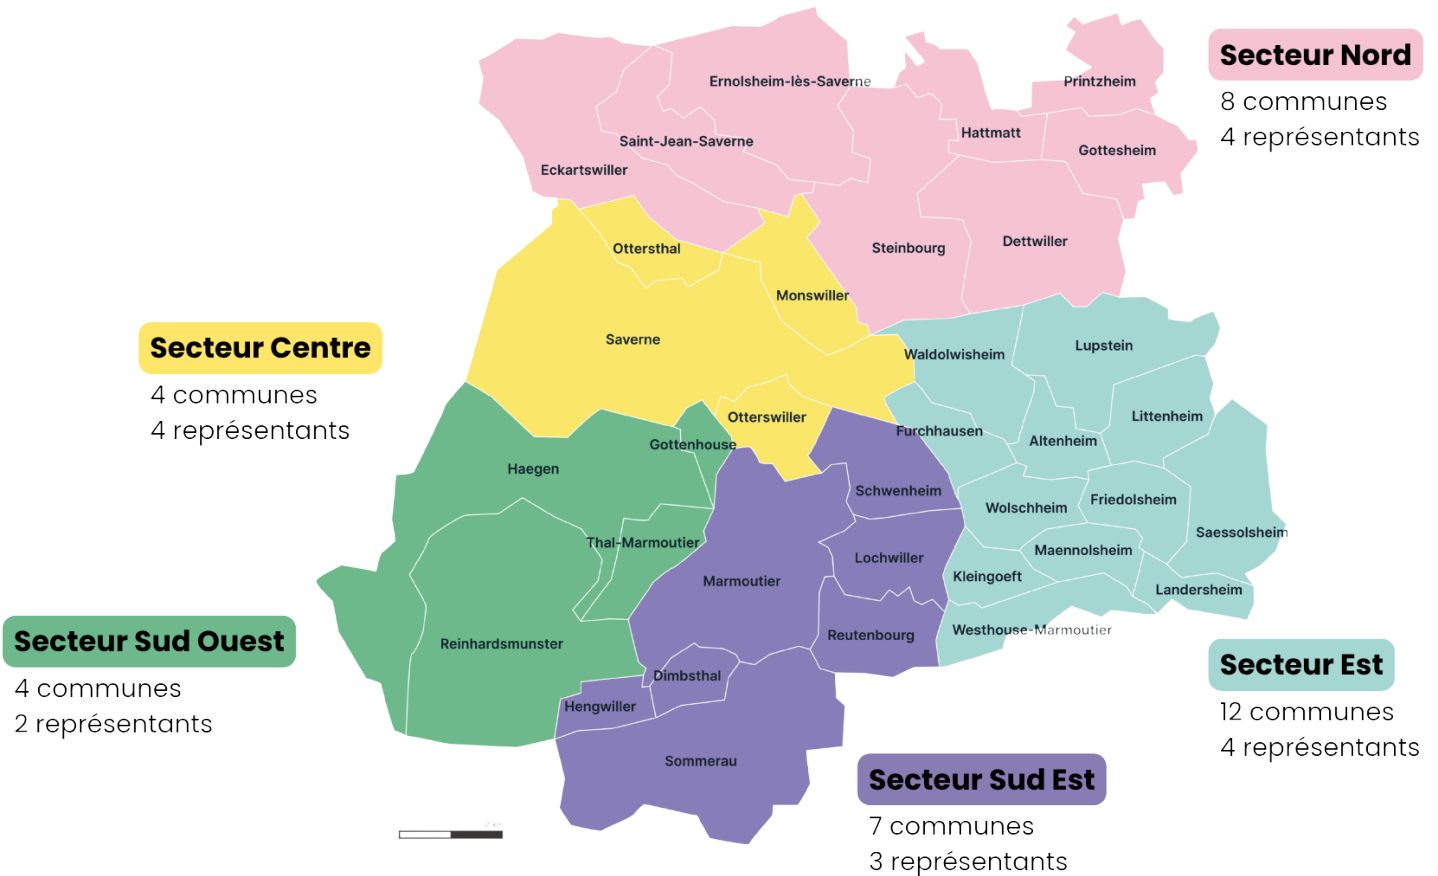 Secteur Nord
8 communes
4 représentants
Ernolsheim-lès-Saverne
Printzheim
Saint-Jean-Saverne
Hattmatt
Gottesheim
Eckartswiller
Steinbourg
Dettwiller
Secteur Centre
4 communes
4 représentants
Ottersthal
Monswiller
Saverne
Otterswiller
Waldolwisheim
Lupstein
Littenheim
Furchhausen
Altenheim
Wolschheim
Friedolsheim
Saessolsheim
Maennolsheim
Kleingoeft
Landersheim
Westhouse-Marmoutier
Secteur Est
12 communes
4 représentants
Gottenhouse
Haegen
Thal-Marmoutier
Reinhardsmunster
Secteur Sud Ouest
4 communes
2 représentants
Schwenheim
Lochwiller
Marmoutier
Reutenbourg
Dimbsthal
Hengwiller
Sommerau
Secteur Sud Est
7 communes
3 représentants
2 km